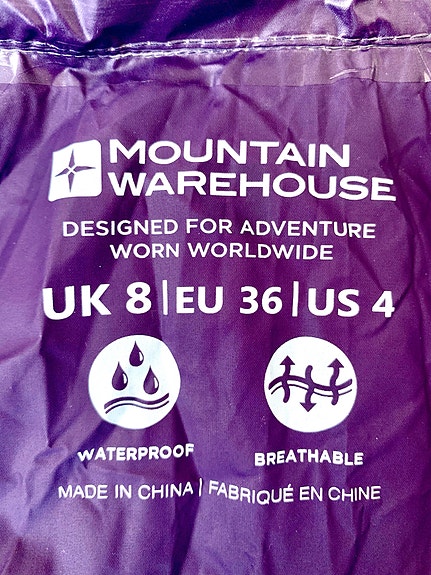 MOUNTAIN
WAREHOUSE
DESIGNED FOR ADVENTURE
WORN WORLDWIDE
UK 8 | EU 36 | US 4
WATERPROOF
BREATHABLE
MADE IN CHINA | FABRIQUÉ EN CHINE